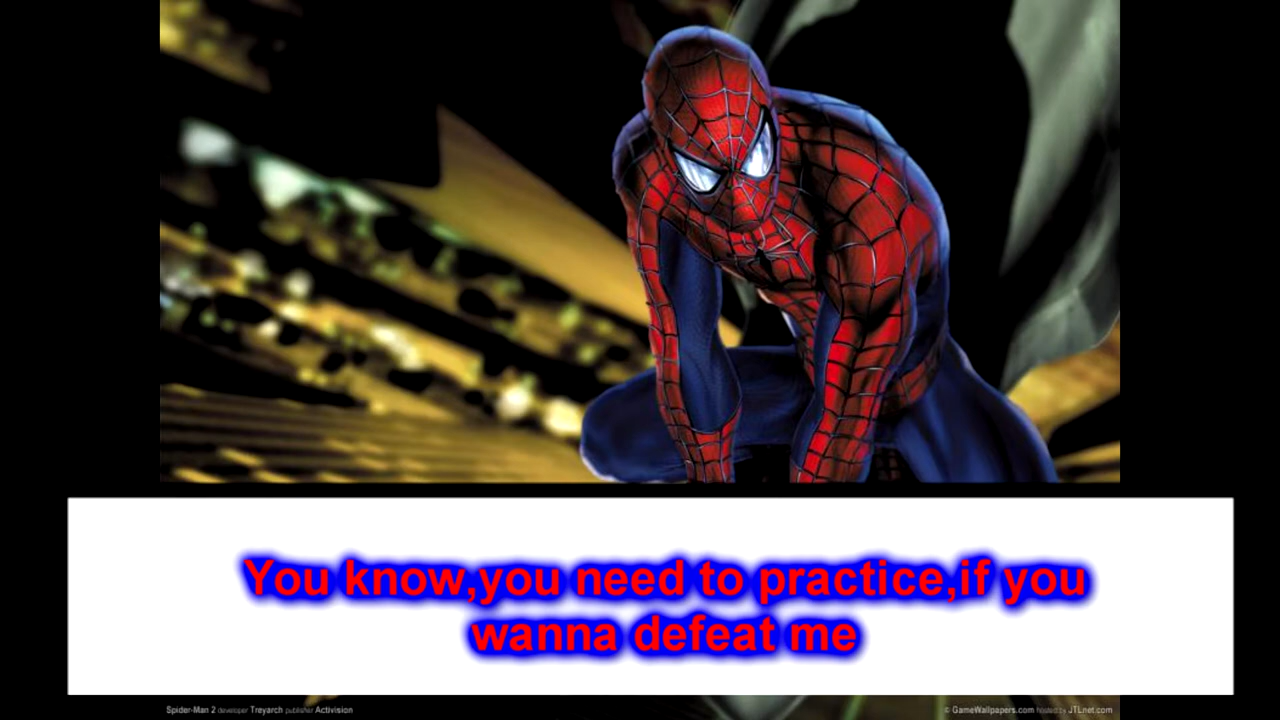 You know,you need to practice,if you
wanna defeat me
Spider-Man 2 developer Treyarch publisher Activision
© GameWallpapers.com hosted by JTLnet.com